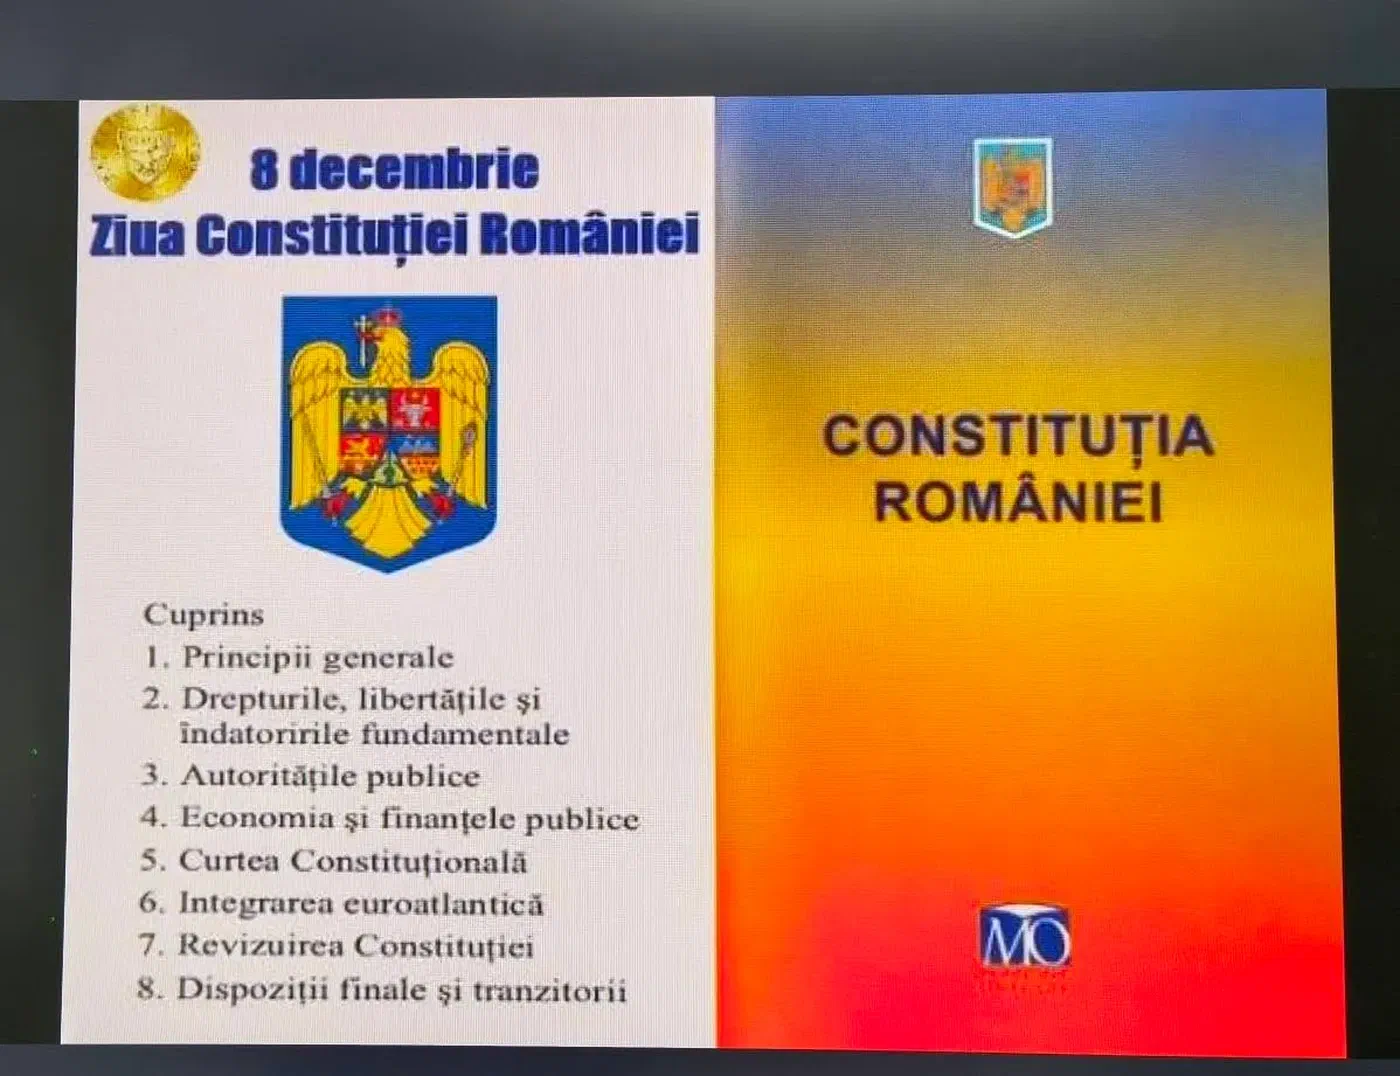 8 decembrie
Ziua Constituției României
Cuprins
1. Principii generale
2. Drepturile, libertățile și
îndatoririle fundamentale
3. Autoritățile publice
4. Economia și finanțele publice
5. Curtea Constituțională
6. Integrarea euroatlantică
7. Revizuirea Constituției
8. Dispoziții finale și tranzitorii
CONSTITUȚIA
ROMÂNIEI
MO